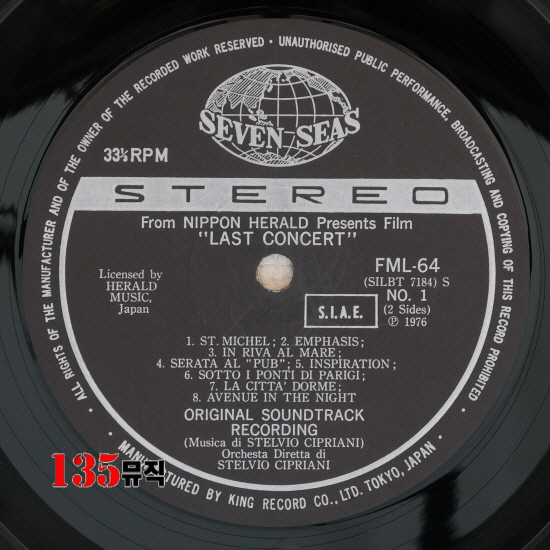 ALL RIGHTS OF THE MANUFACTURER AND OF THE OWNER OF THE RECORDED WORK RESERVED · UNAUTHORISED PUBLIC PERFORMANCE, BROADCASTING AND COPYING OF THIS RECORD PROHIBITED ·
SEVEN SEAS
33⅓ RPM
STEREO
From NIPPON HERALD Presents Film
"LAST CONCERT"
Licensed by
HERALD
MUSIC,
Japan
FML-64
(SILBT 7184) S
NO. 1
(2 Sides)
℗ 1976
S.I.A.E.
1. ST. MICHEL; 2. EMPHASIS;
3. IN RIVA AL MARE;
4. SERATA AL "PUB"; 5. INSPIRATION;
6. SOTTO I PONTI DI PARIGI;
7. LA CITTA' DORME;
8. AVENUE IN THE NIGHT
ORIGINAL SOUNDTRACK
RECORDING
(Musica di STELVIO CIPRIANI)
Orchesta Diretta di
STELVIO CIPRIANI
135뮤직
MANUFACTURED BY KING RECORD CO., LTD. TOKYO, JAPAN ·